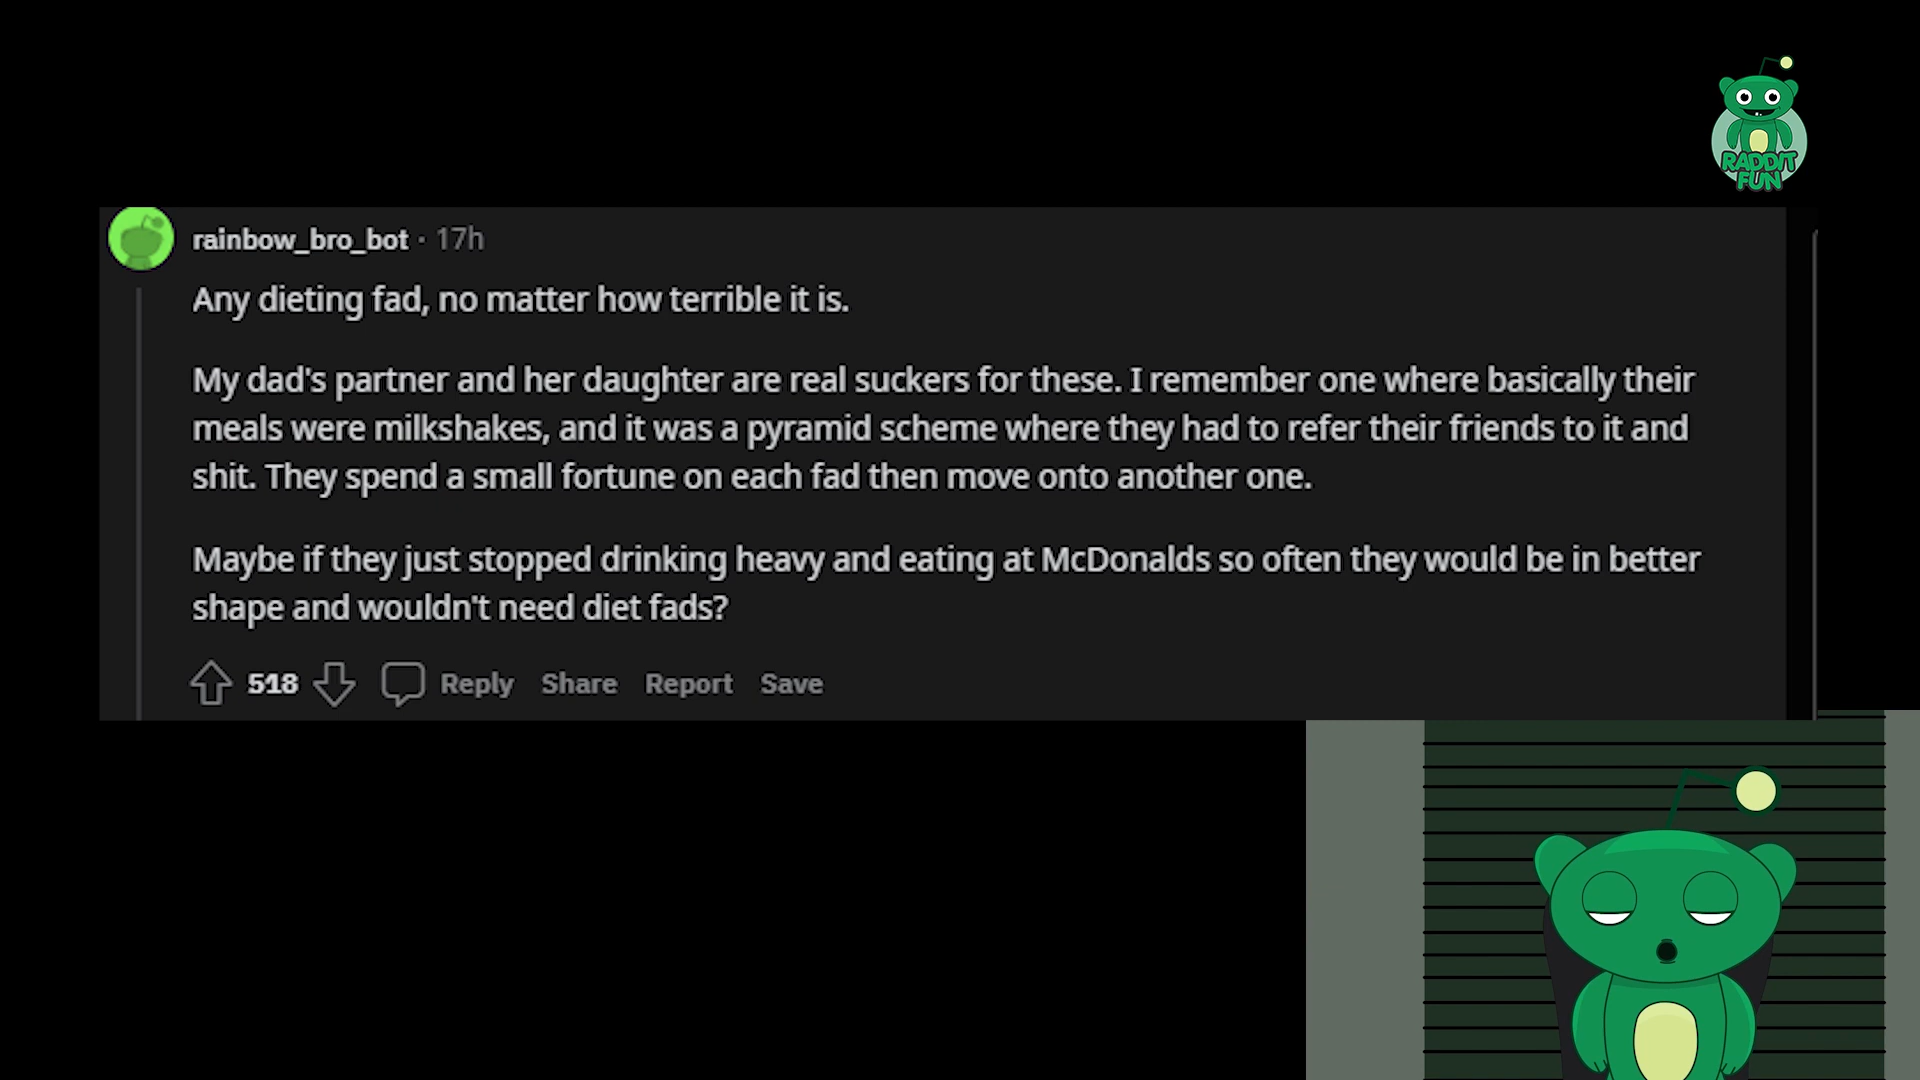 RADDIT
FUN
rainbow_bro_bot · 17h
Any dieting fad, no matter how terrible it is.
My dad's partner and her daughter are real suckers for these. I remember one where basically their
meals were milkshakes, and it was a pyramid scheme where they had to refer their friends to it and
shit. They spend a small fortune on each fad then move onto another one.
Maybe if they just stopped drinking heavy and eating at McDonalds so often they would be in better
shape and wouldn't need diet fads?
518 Reply Share Report Save